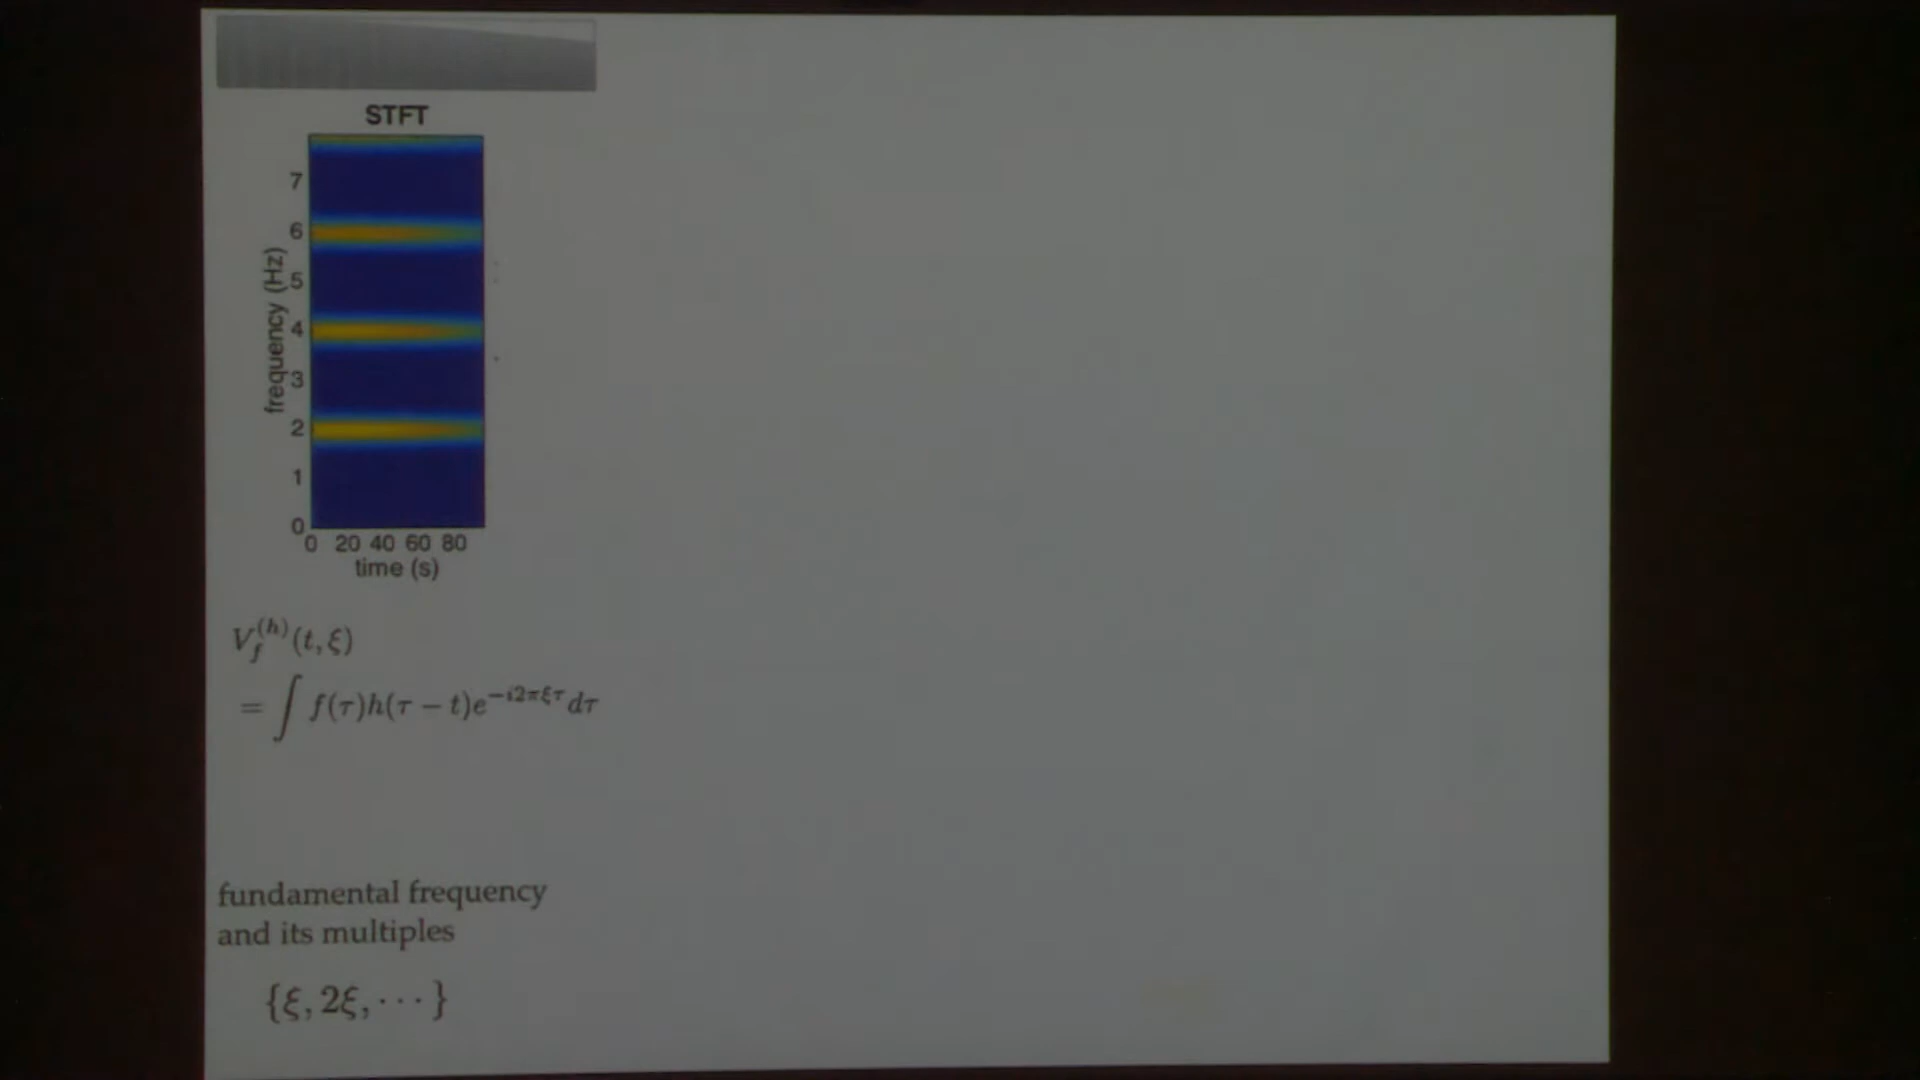 STFT
7
6
5
4
3
2
1
0
frequency (Hz)
0 20 40 60 80
time (s)
V_f^{(h)}(t, ξ)
= ∫ f(τ)h(τ − t)e^{−i2πξτ}dτ
fundamental frequency
and its multiples
{ξ, 2ξ, ⋯ }